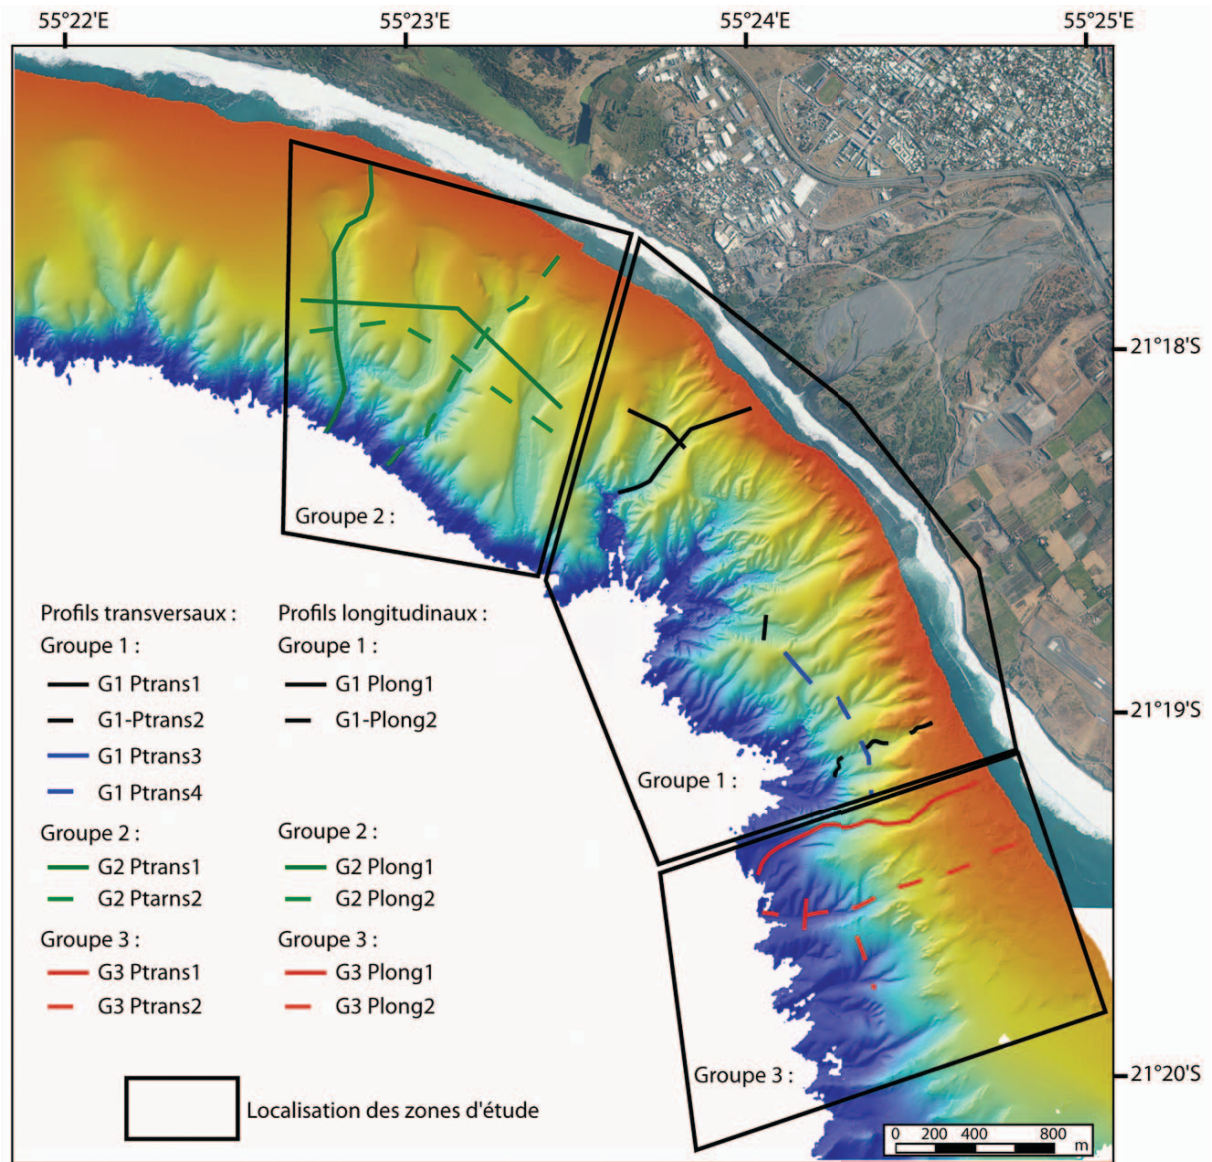 55°22'E 55°23'E 55°24'E 55°25'E
21°18'S
Groupe 2 :
Profils transversaux : Profils longitudinaux :
Groupe 1 : Groupe 1 :
G1 Ptrans1 G1 Plong1
G1-Ptrans2 G1-Plong2
21°19'S
G1 Ptrans3
Groupe 1 :
G1 Ptrans4
Groupe 2 : Groupe 2 :
G2 Ptrans1 G2 Plong1
G2 Ptarns2 G2 Plong2
Groupe 3 : Groupe 3 :
G3 Ptrans1 G3 Plong1
G3 Ptrans2 G3 Plong2
Groupe 3 :
21°20'S
Localisation des zones d'étude
0 200 400 800
m